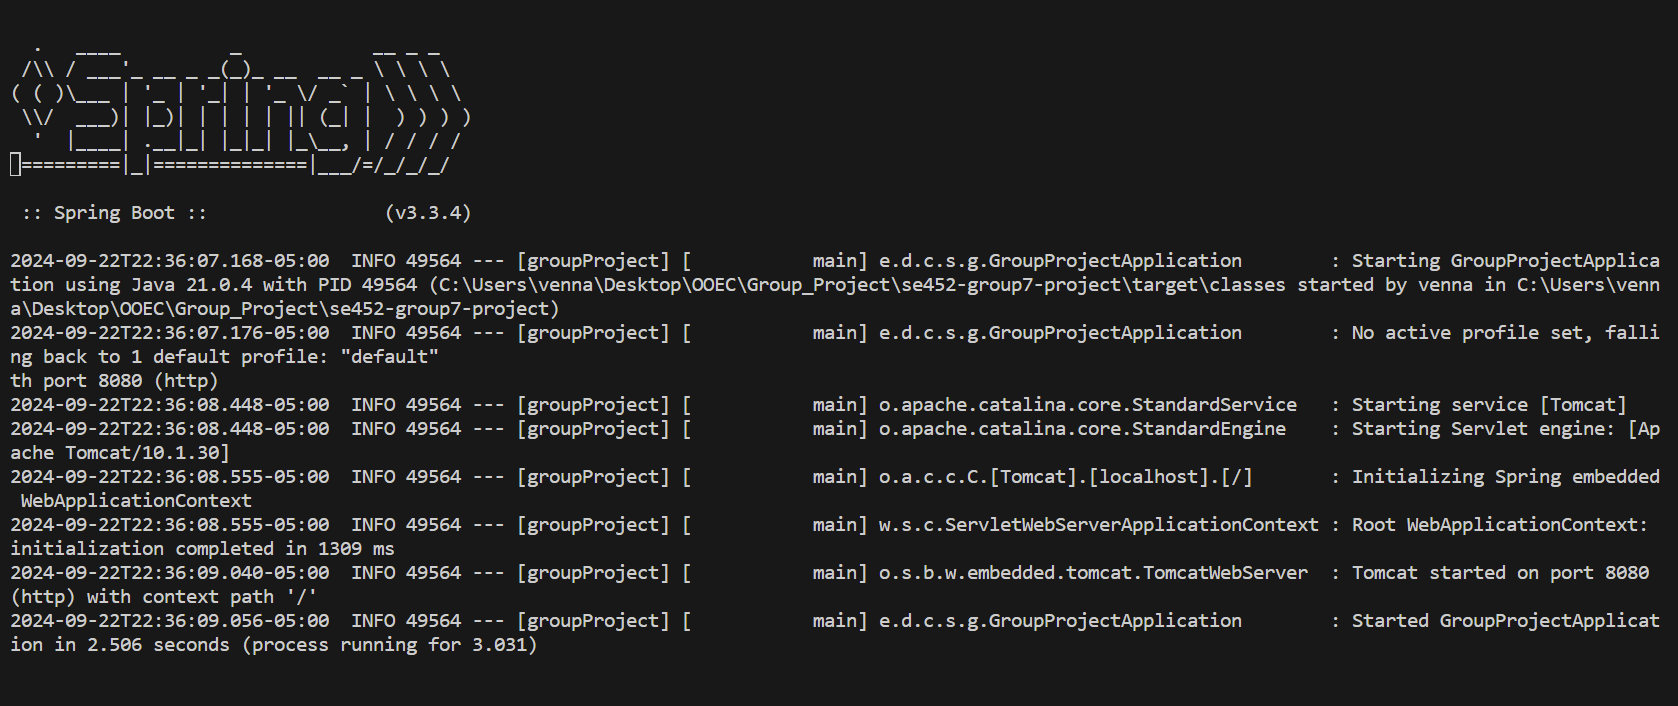 .   ____          _            __ _ _
 /\\ / ___'_ __ _ _(_)_ __  __ _ \ \ \ \
( ( )\___ | '_ | '_| | '_ \/ _` | \ \ \ \
 \\/  ___)| |_)| | | | | || (_| |  ) ) ) )
  '  |____| .__|_| |_|_| |_\__, | / / / /
 =========|_|==============|___/=/_/_/_/
 :: Spring Boot ::                (v3.3.4)
2024-09-22T22:36:07.168-05:00  INFO 49564 --- [groupProject] [           main] e.d.c.s.g.GroupProjectApplication        : Starting GroupProjectApplica
tion using Java 21.0.4 with PID 49564 (C:\Users\venna\Desktop\OOEC\Group_Project\se452-group7-project\target\classes started by venna in C:\Users\venn
a\Desktop\OOEC\Group_Project\se452-group7-project)
2024-09-22T22:36:07.176-05:00  INFO 49564 --- [groupProject] [           main] e.d.c.s.g.GroupProjectApplication        : No active profile set, falli
ng back to 1 default profile: "default"
th port 8080 (http)
2024-09-22T22:36:08.448-05:00  INFO 49564 --- [groupProject] [           main] o.apache.catalina.core.StandardService   : Starting service [Tomcat]
2024-09-22T22:36:08.448-05:00  INFO 49564 --- [groupProject] [           main] o.apache.catalina.core.StandardEngine    : Starting Servlet engine: [Ap
ache Tomcat/10.1.30]
2024-09-22T22:36:08.555-05:00  INFO 49564 --- [groupProject] [           main] o.a.c.c.C.[Tomcat].[localhost].[/]       : Initializing Spring embedded
 WebApplicationContext
2024-09-22T22:36:08.555-05:00  INFO 49564 --- [groupProject] [           main] w.s.c.ServletWebServerApplicationContext : Root WebApplicationContext:
initialization completed in 1309 ms
2024-09-22T22:36:09.040-05:00  INFO 49564 --- [groupProject] [           main] o.s.b.w.embedded.tomcat.TomcatWebServer  : Tomcat started on port 8080
(http) with context path '/'
2024-09-22T22:36:09.056-05:00  INFO 49564 --- [groupProject] [           main] e.d.c.s.g.GroupProjectApplication        : Started GroupProjectApplicat
ion in 2.506 seconds (process running for 3.031)